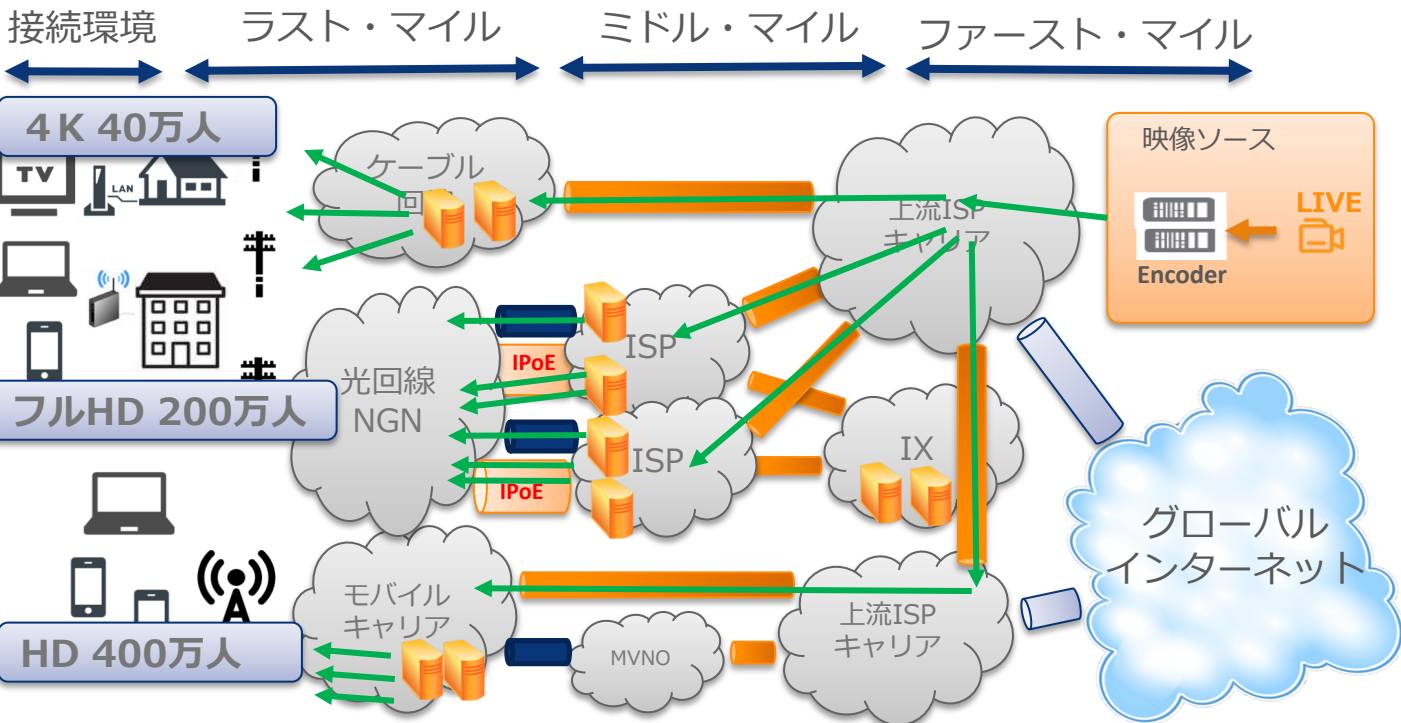 接続環境
ラスト・マイル
ミドル・マイル
ファースト・マイル
4K 40万人
TV
LAN
ケーブル
回
上流ISP
キャリア
映像ソース
LIVE
Encoder
ISP
IPoE
光回線
NGN
フルHD 200万人
ISP
IPoE
IX
グローバル
インターネット
モバイル
キャリア
上流ISP
キャリア
MVNO
HD 400万人